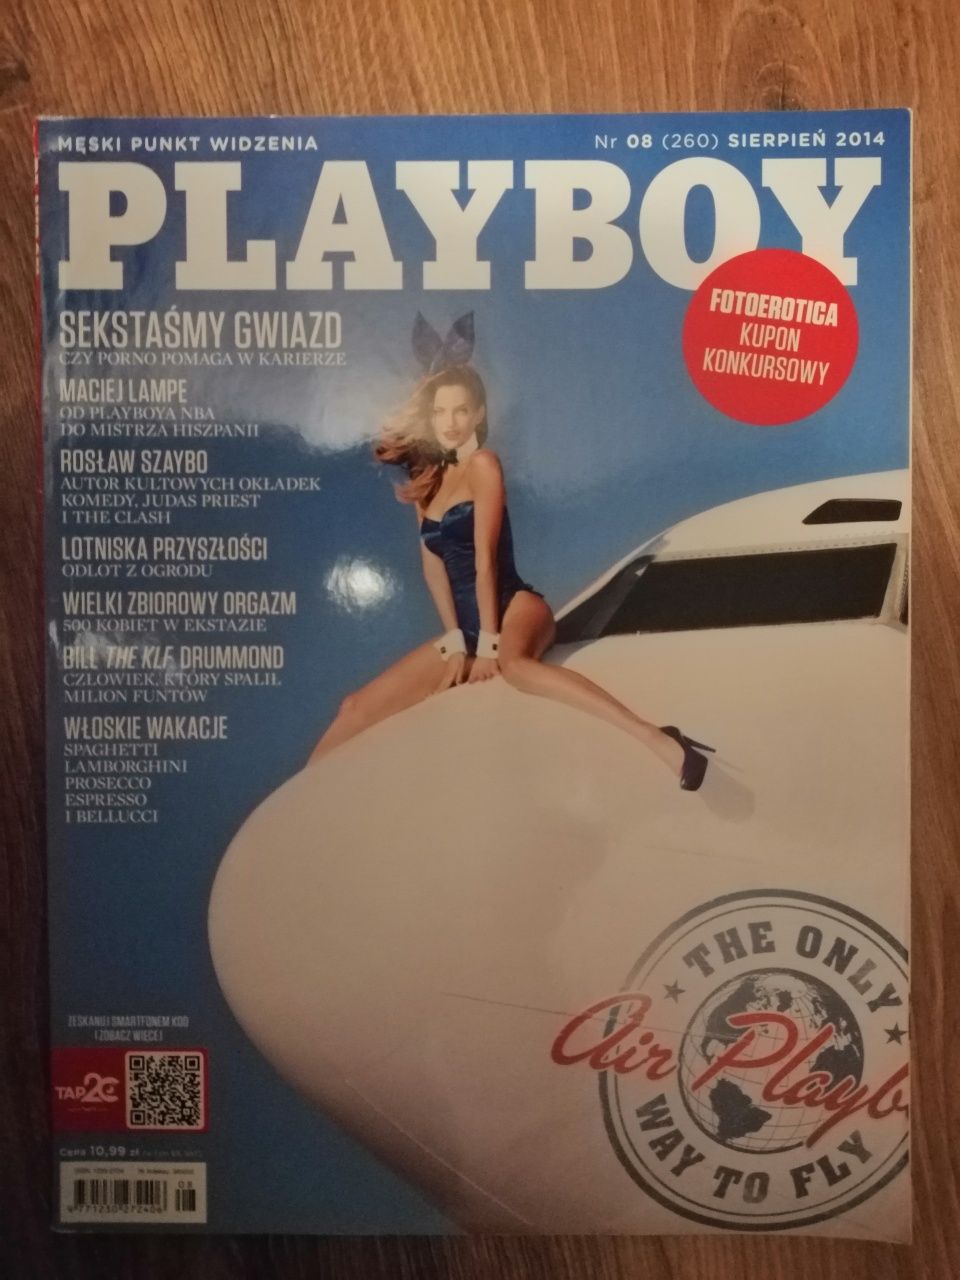 MĘSKI PUNKT WIDZENIA
Nr 08 (260) SIERPIEŃ 2014
PLAYBOY
FOTOEROTICA
KUPON
KONKURSOWY
SEKSTAŚMY GWIAZD
CZY PORNO POMAGA W KARIERZE
MACIEJ LAMPE
OD PLAYBOYA NBA
DO MISTRZA HISZPANII
ROSŁAW SZAYBO
AUTOR KULTOWYCH OKŁADEK
KOMEDY, JUDAS PRIEST
I THE CLASH
LOTNISKA PRZYSZŁOŚCI
ODLOT Z OGRODU
WIELKI ZBIOROWY ORGAZM
500 KOBIET W EKSTAZIE
BILL THE KLF DRUMMOND
CZŁOWIEK, KTÓRY SPALIŁ
MILION FUNTÓW
WŁOSKIE WAKACJE
SPAGHETTI
LAMBORGHINI
PROSECCO
ESPRESSO
I BELLUCCI
THE ONLY
Air Playb
WAY TO FLY
ZESKANUJ SMARTFONEM KOD
I ZOBACZ WIĘCEJ
TAP2C
Cena 10,99 zł
08
9 771230 272406